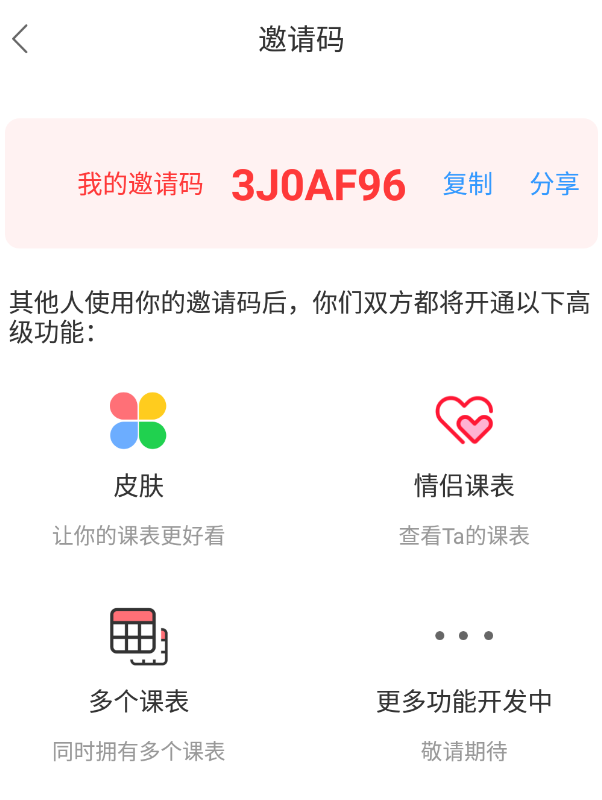 邀请码
我的邀请码 3J0AF96 复制 分享
其他人使用你的邀请码后，你们双方都将开通以下高
级功能：
皮肤 情侣课表
让你的课表更好看 查看Ta的课表
多个课表 更多功能开发中
同时拥有多个课表 敬请期待